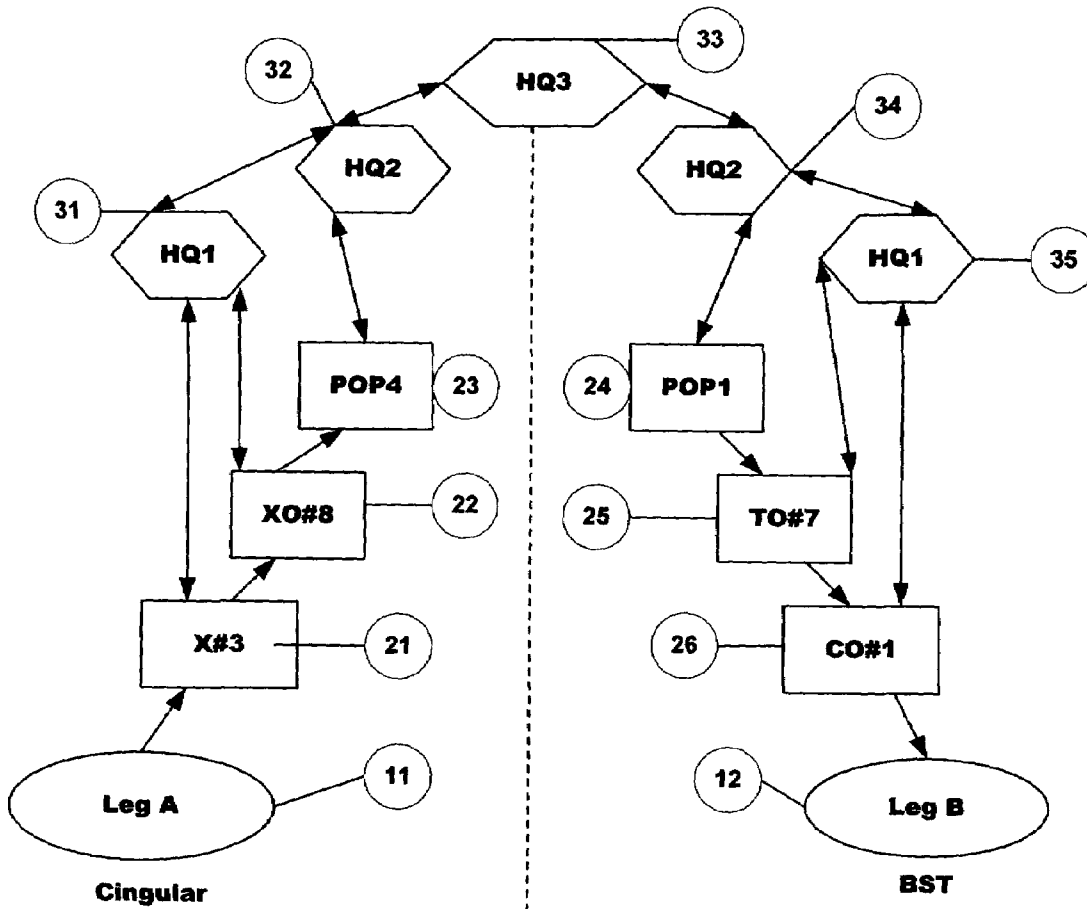 33
32
HQ3
34
HQ2
HQ2
31
HQ1
HQ1
35
POP4
23
24
POP1
XO#8
22
25
TO#7
X#3
21
26
CO#1
11
12
Leg A
Leg B
Cingular
BST